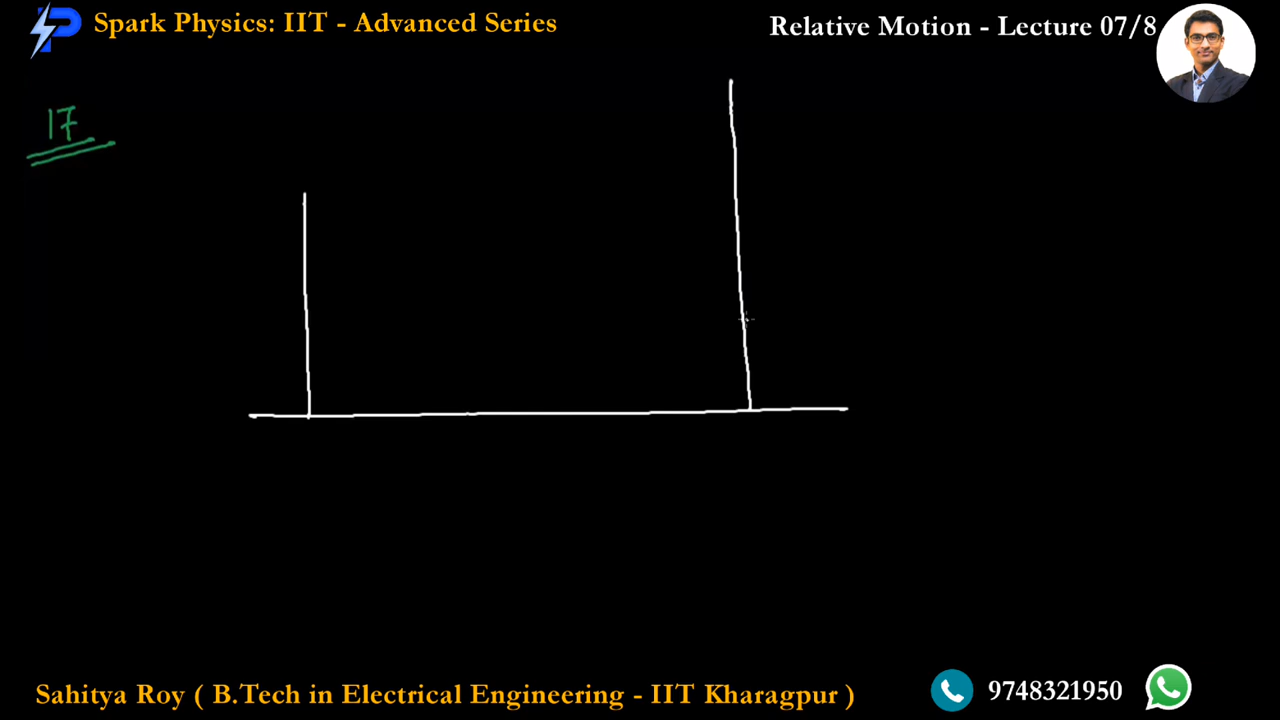 Spark Physics: IIT - Advanced Series
Relative Motion - Lecture 07/8
17
Sahitya Roy ( B.Tech in Electrical Engineering - IIT Kharagpur )
9748321950